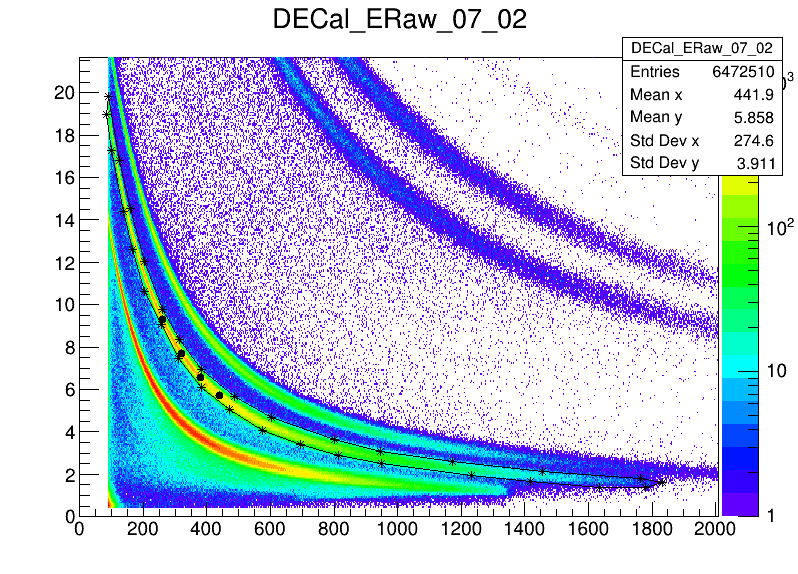 DECal_ERaw_07_02
DECal_ERaw_07_02
Entries 6472510
Mean x 441.9
Mean y 5.858
Std Dev x 274.6
Std Dev y 3.911
20
18
16
14
12
10
8
6
4
2
0
0 200 400 600 800 1000 1200 1400 1600 1800 2000
10²
10
1